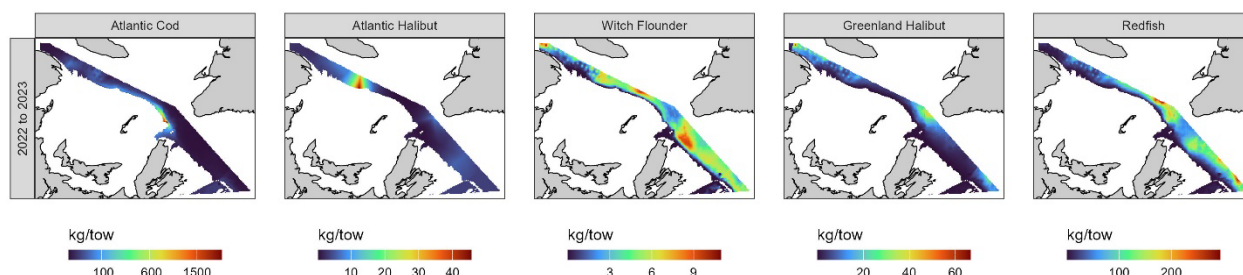 Atlantic Cod
Atlantic Halibut
Witch Flounder
Greenland Halibut
Redfish
2022 to 2023
kg/tow
100 600 1500
kg/tow
10 20 30 40
kg/tow
3 6 9
kg/tow
20 40 60
kg/tow
100 200